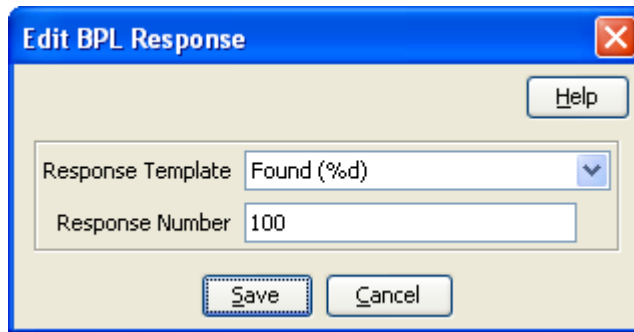 Edit BPL Response
Help
Response Template Found (%d)
Response Number 100
Save Cancel